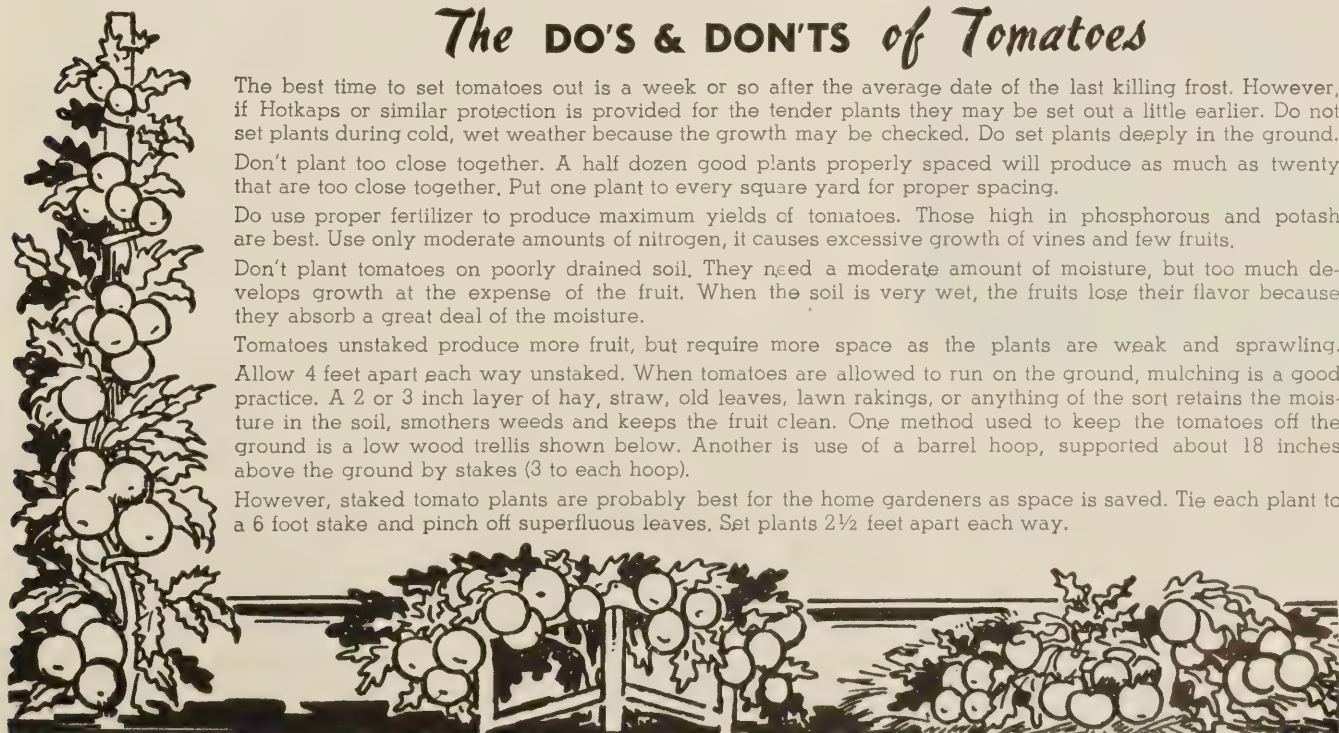 The DO'S & DON'TS of Tomatoes
The best time to set tomatoes out is a week or so after the average date of the last killing frost. However,
if Hotkaps or similar protection is provided for the tender plants they may be set out a little earlier. Do not
set plants during cold, wet weather because the growth may be checked. Do set plants deeply in the ground.
Don't plant too close together. A half dozen good plants properly spaced will produce as much as twenty
that are too close together. Put one plant to every square yard for proper spacing.
Do use proper fertilizer to produce maximum yields of tomatoes. Those high in phosphorous and potash
are best. Use only moderate amounts of nitrogen, it causes excessive growth of vines and few fruits.
Don't plant tomatoes on poorly drained soil. They need a moderate amount of moisture, but too much de-
velops growth at the expense of the fruit. When the soil is very wet, the fruits lose their flavor because
they absorb a great deal of the moisture.
Tomatoes unstaked produce more fruit, but require more space as the plants are weak and sprawling.
Allow 4 feet apart each way unstaked. When tomatoes are allowed to run on the ground, mulching is a good
practice. A 2 or 3 inch layer of hay, straw, old leaves, lawn rakings, or anything of the sort retains the mois-
ture in the soil, smothers weeds and keeps the fruit clean. One method used to keep the tomatoes off the
ground is a low wood trellis shown below. Another is use of a barrel hoop, supported about 18 inches
above the ground by stakes (3 to each hoop).
However, staked tomato plants are probably best for the home gardeners as space is saved. Tie each plant to
a 6 foot stake and pinch off superfluous leaves. Set plants 2½ feet apart each way.